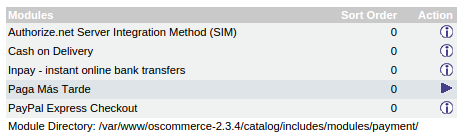 Modules Sort Order Action
Authorize.net Server Integration Method (SIM) 0
Cash on Delivery 0
Inpay - instant online bank transfers 0
Paga Más Tarde 0
PayPal Express Checkout 0
Module Directory: /var/www/oscommerce-2.3.4/catalog/includes/modules/payment/